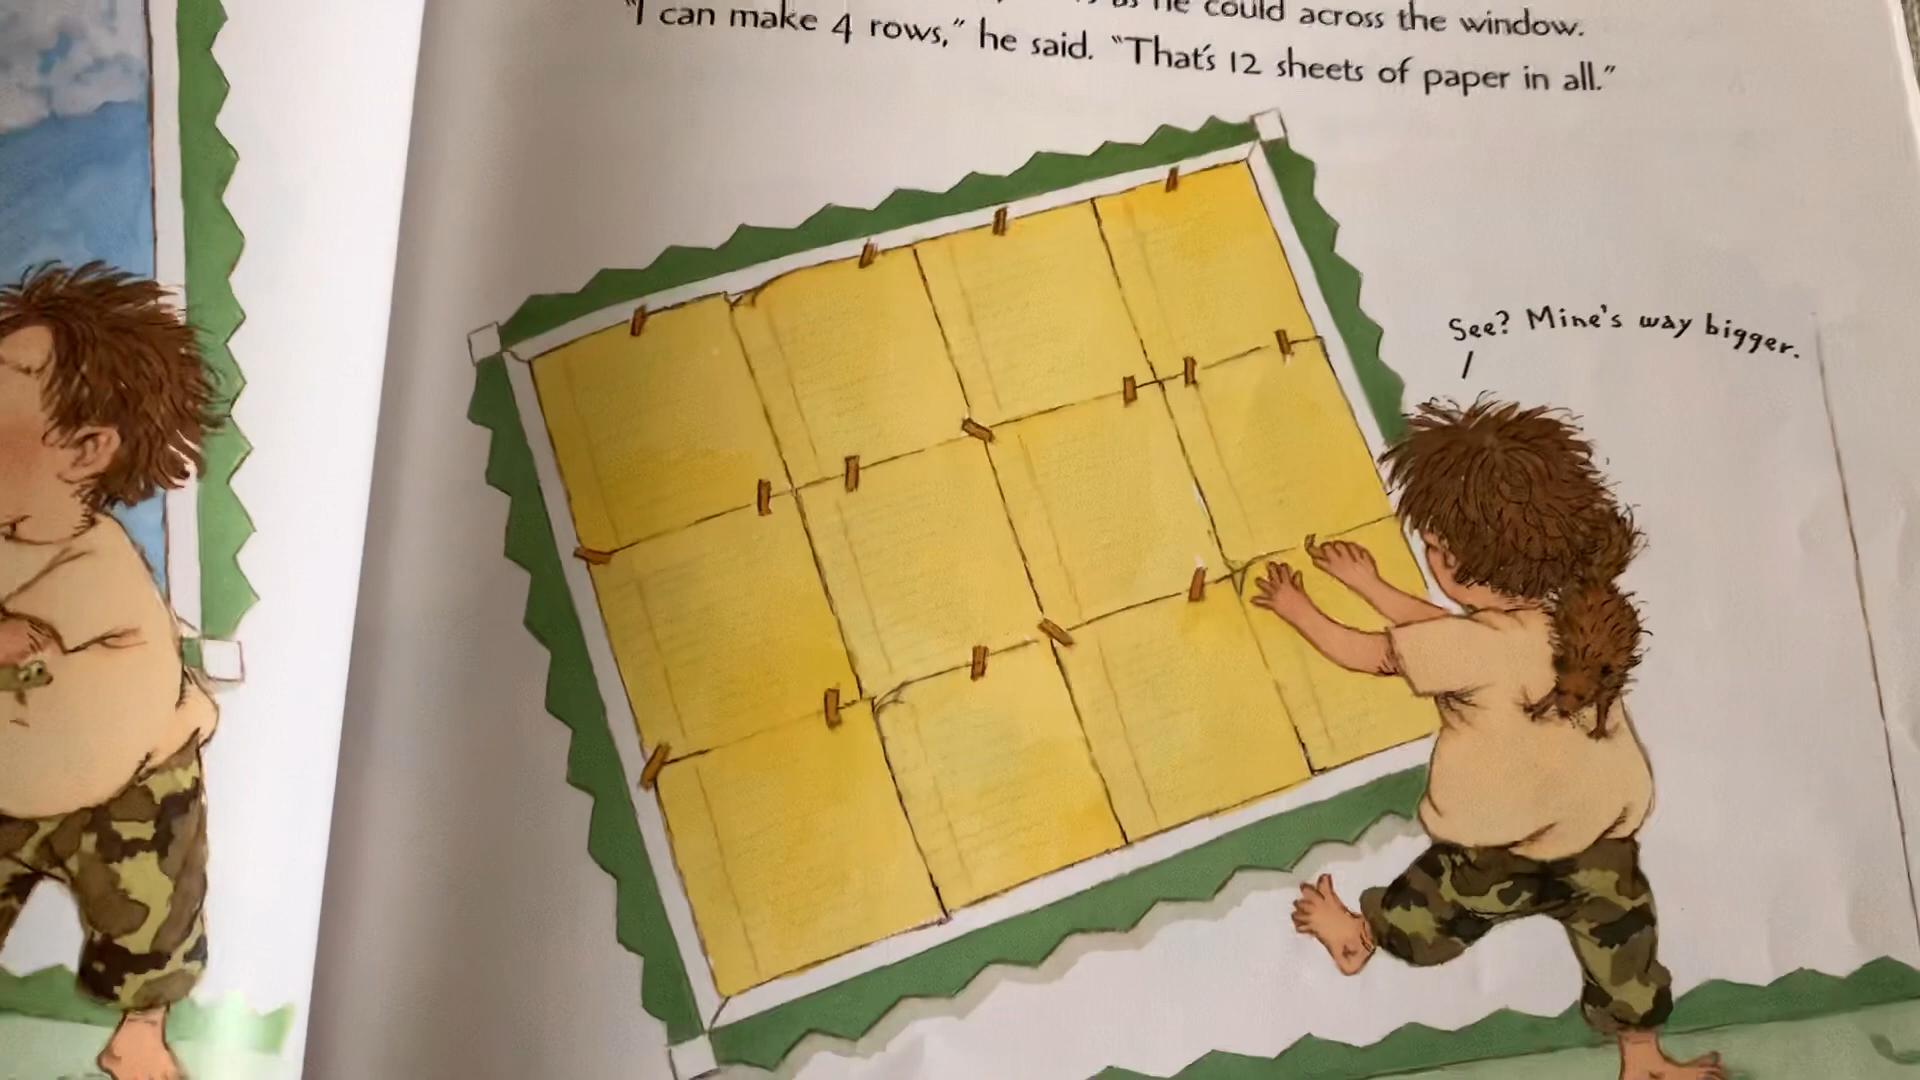 he could across the window.
"I can make 4 rows," he said. "That's 12 sheets of paper in all."
See? Mine's way bigger.